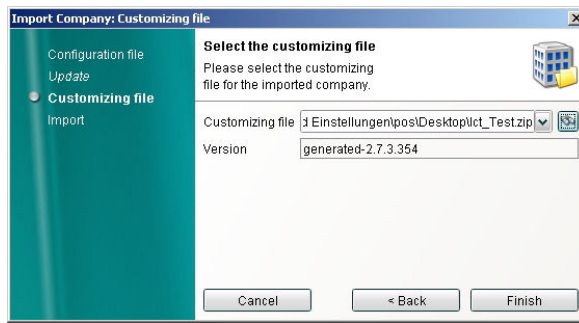 Import Company: Customizing file
Configuration file
Update
Customizing file
Import
Select the customizing file
Please select the customizing
file for the imported company.
Customizing file d Einstellungen\pos\Desktop\lct_Test.zip
Version generated-2.7.3.354
Cancel < Back Finish